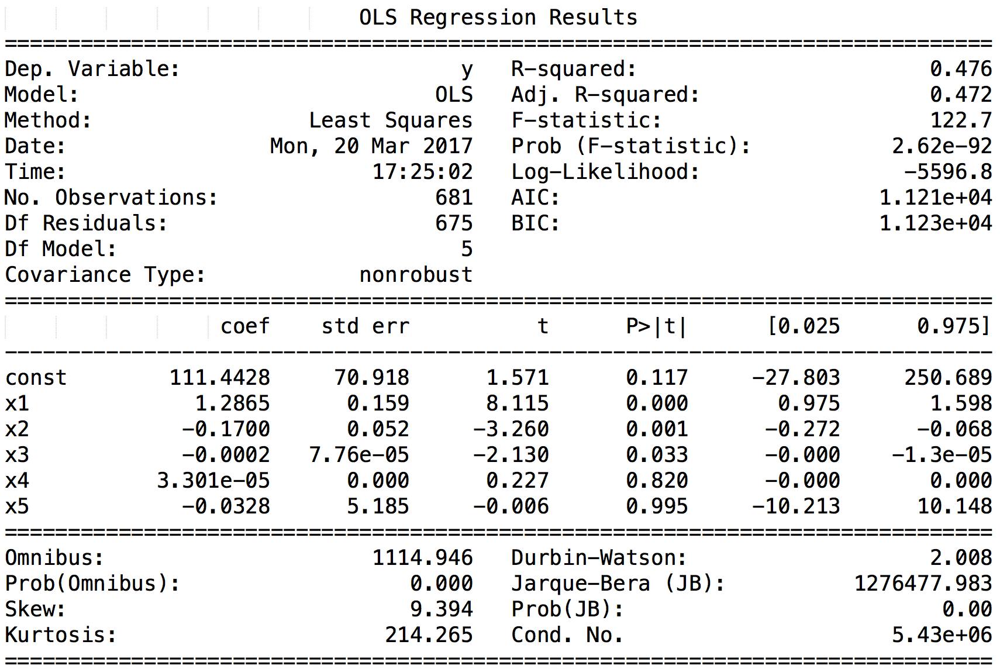 OLS Regression Results
==============================================================================
Dep. Variable:                      y   R-squared:                       0.476
Model:                            OLS   Adj. R-squared:                  0.472
Method:                 Least Squares   F-statistic:                     122.7
Date:                Mon, 20 Mar 2017   Prob (F-statistic):           2.62e-92
Time:                        17:25:02   Log-Likelihood:                -5596.8
No. Observations:                 681   AIC:                         1.121e+04
Df Residuals:                     675   BIC:                         1.123e+04
Df Model:                           5
Covariance Type:            nonrobust
==============================================================================
                 coef    std err          t      P>|t|      [0.025      0.975]
------------------------------------------------------------------------------
const        111.4428     70.918      1.571      0.117     -27.803     250.689
x1             1.2865      0.159      8.115      0.000       0.975       1.598
x2            -0.1700      0.052     -3.260      0.001      -0.272      -0.068
x3            -0.0002   7.76e-05     -2.130      0.033      -0.000    -1.3e-05
x4          3.301e-05      0.000      0.227      0.820      -0.000       0.000
x5            -0.0328      5.185     -0.006      0.995     -10.213      10.148
==============================================================================
Omnibus:                     1114.946   Durbin-Watson:                   2.008
Prob(Omnibus):                  0.000   Jarque-Bera (JB):          1276477.983
Skew:                           9.394   Prob(JB):                         0.00
Kurtosis:                     214.265   Cond. No.                     5.43e+06
==============================================================================